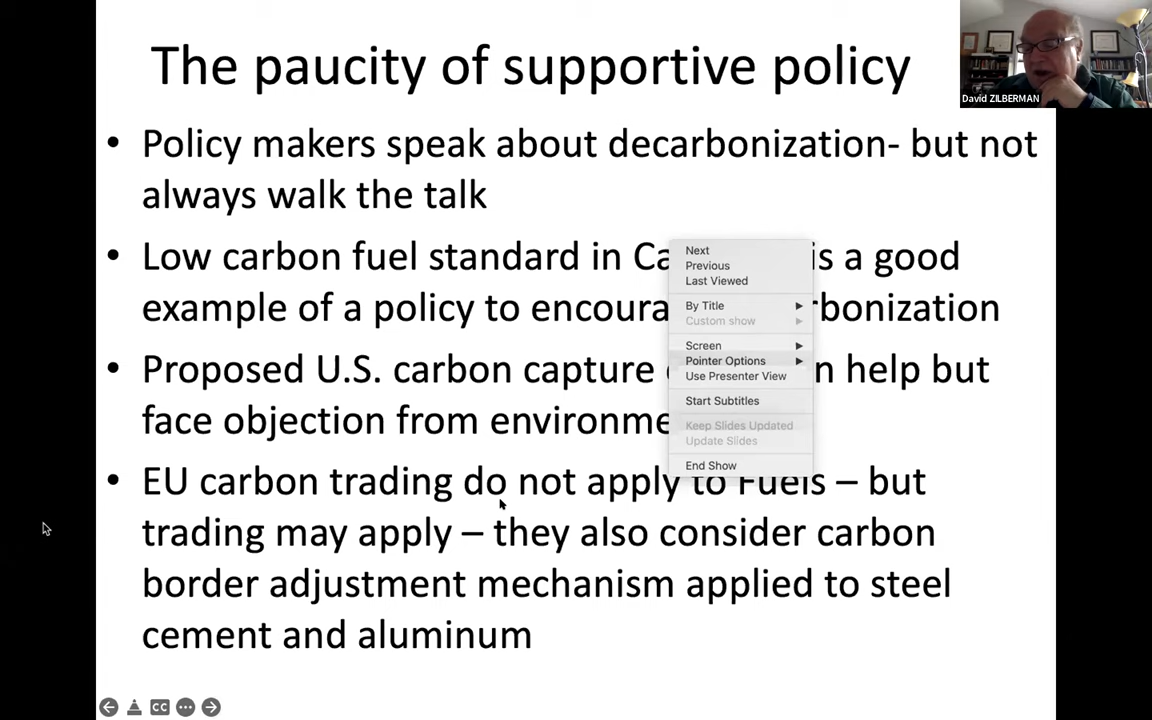 The paucity of supportive policy
David ZILBERMAN
• Policy makers speak about decarbonization- but not
always walk the talk
• Low carbon fuel standard in Ca is a good
example of a policy to encoura rbonization
• Proposed U.S. carbon capture n help but
face objection from environme
• EU carbon trading do not apply to Fuels – but
trading may apply – they also consider carbon
border adjustment mechanism applied to steel
cement and aluminum
Next
Previous
Last Viewed
By Title
Custom show
Screen
Pointer Options
Use Presenter View
Start Subtitles
Keep Slides Updated
Update Slides
End Show
CC